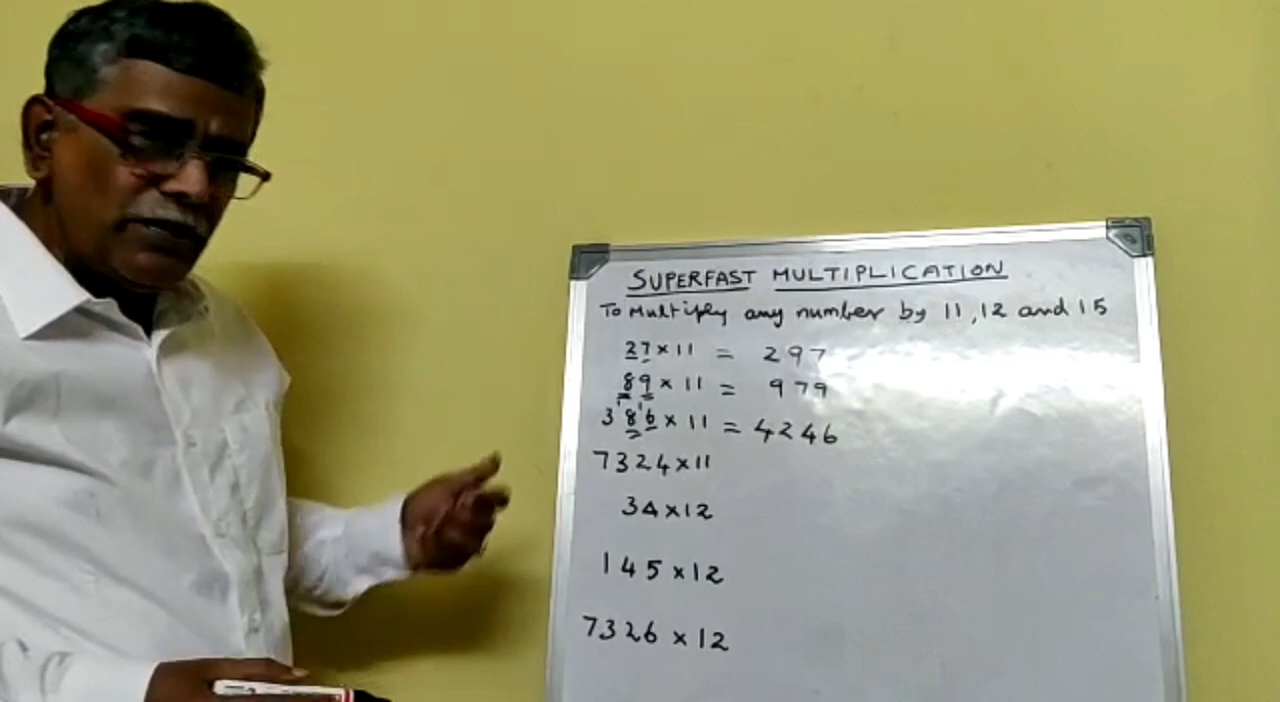 SUPERFAST MULTIPLICATION
To Multiply any number by 11, 12 and 15
27 × 11 = 297
89 × 11 = 979
386 × 11 = 4246
7324 × 11
34 × 12
145 × 12
7326 × 12